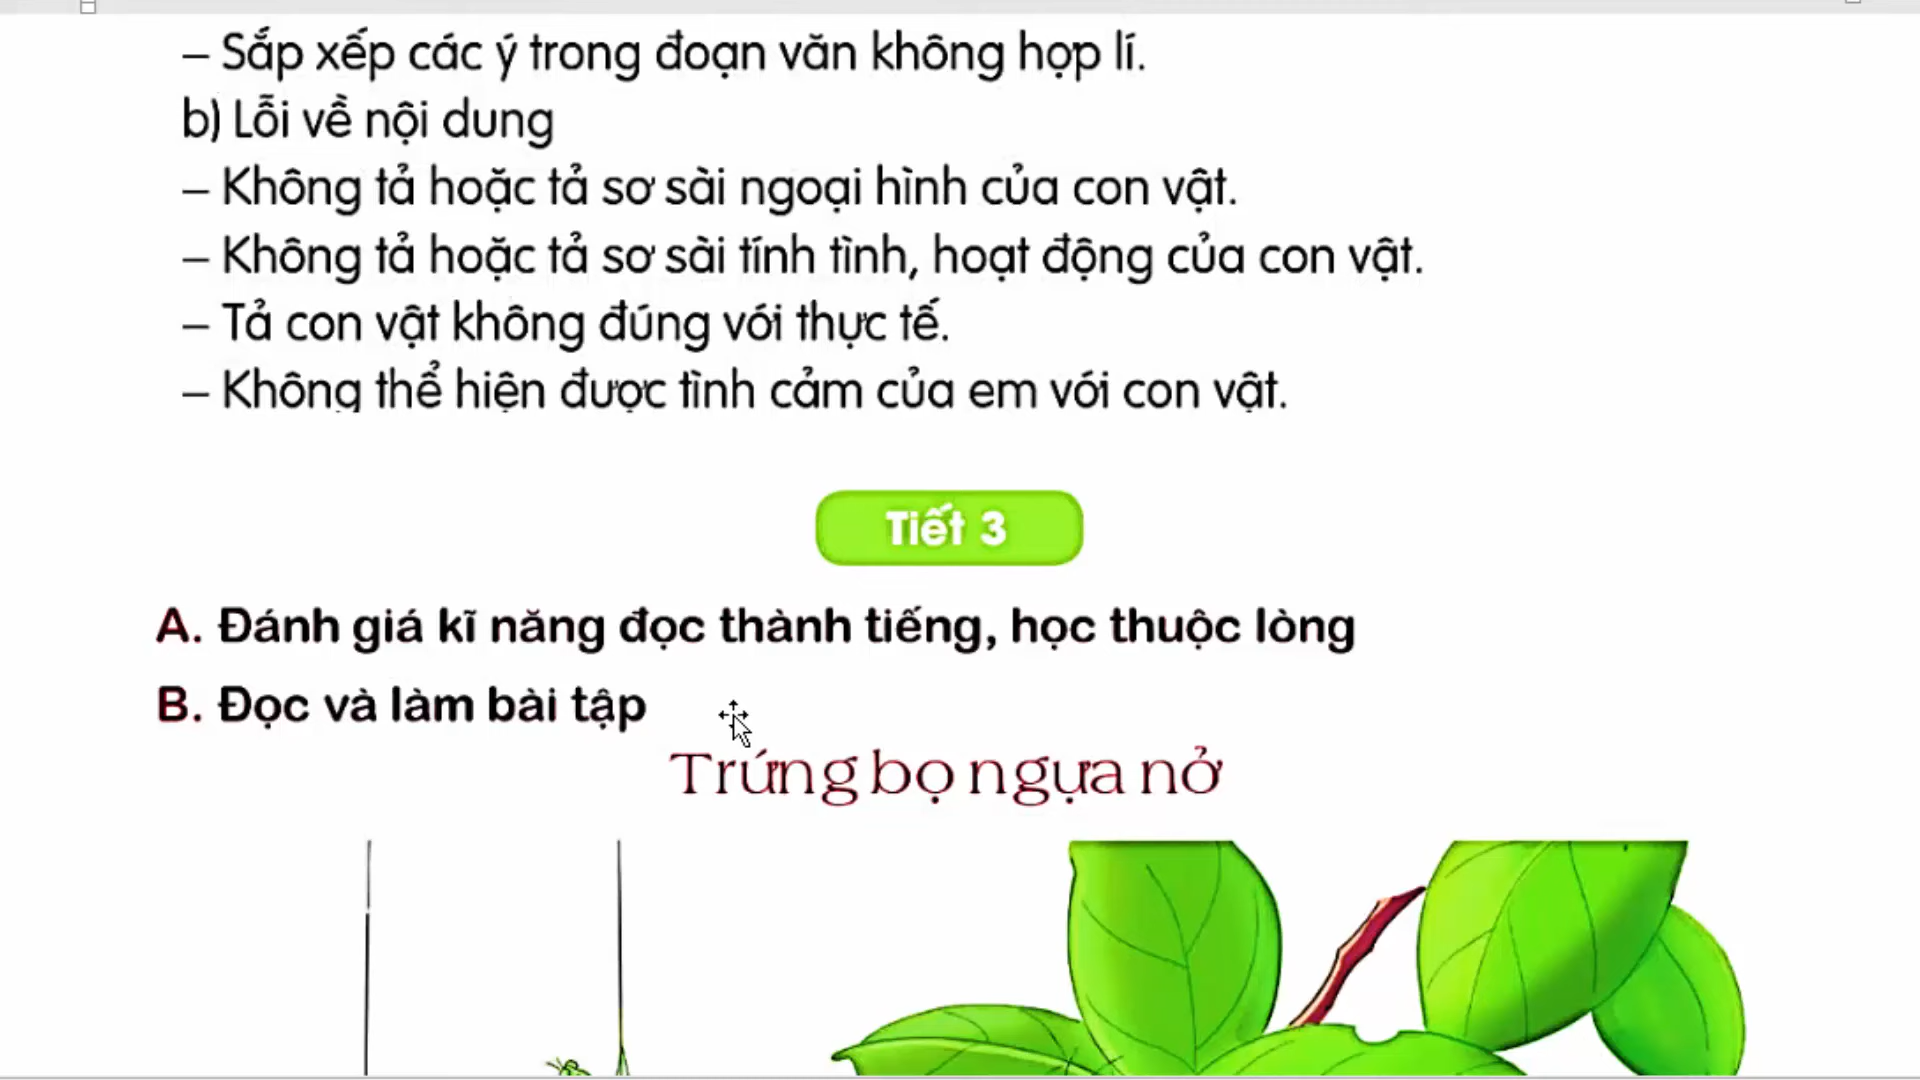 – Sắp xếp các ý trong đoạn văn không hợp lí.
b) Lỗi về nội dung
– Không tả hoặc tả sơ sài ngoại hình của con vật.
– Không tả hoặc tả sơ sài tính tình, hoạt động của con vật.
– Tả con vật không đúng với thực tế.
– Không thể hiện được tình cảm của em với con vật.
Tiết 3
A. Đánh giá kĩ năng đọc thành tiếng, học thuộc lòng
B. Đọc và làm bài tập
Trứng bọ ngựa nở